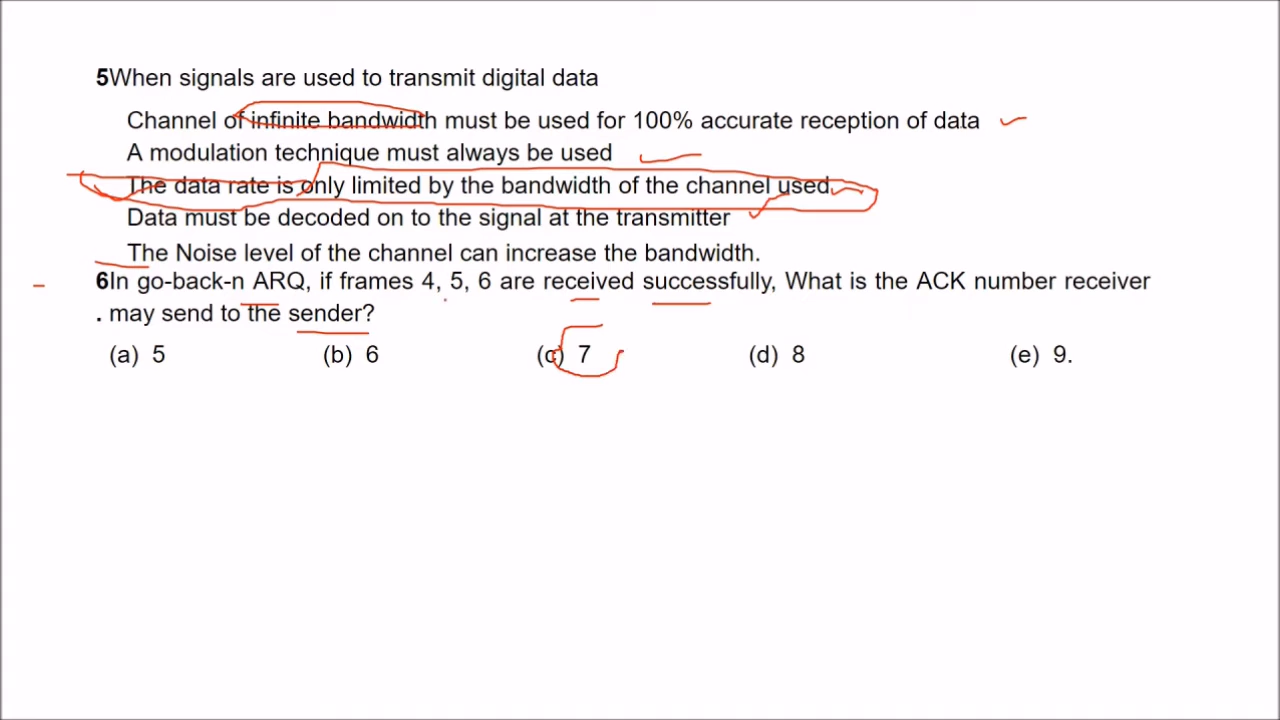 5When signals are used to transmit digital data
Channel of infinite bandwidth must be used for 100% accurate reception of data
A modulation technique must always be used
The data rate is only limited by the bandwidth of the channel used
Data must be decoded on to the signal at the transmitter
The Noise level of the channel can increase the bandwidth.
6In go-back-n ARQ, if frames 4, 5, 6 are received successfully, What is the ACK number receiver
. may send to the sender?
(a) 5 (b) 6 (c) 7 (d) 8 (e) 9.